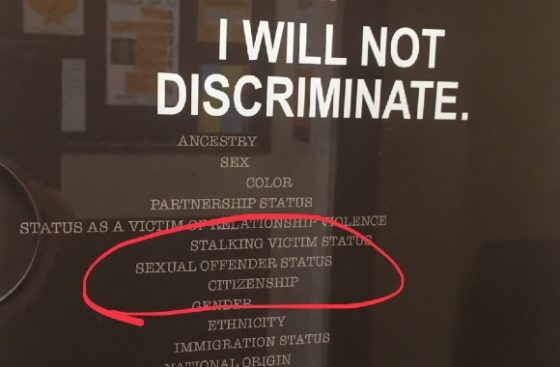 I WILL NOT
DISCRIMINATE.
ANCESTRY
SEX
COLOR
PARTNERSHIP STATUS
STATUS AS A VICTIM OF RELATIONSHIP VIOLENCE
STALKING VICTIM STATUS
SEXUAL OFFENDER STATUS
CITIZENSHIP
GENDER
ETHNICITY
IMMIGRATION STATUS
NATIONAL ORIGIN